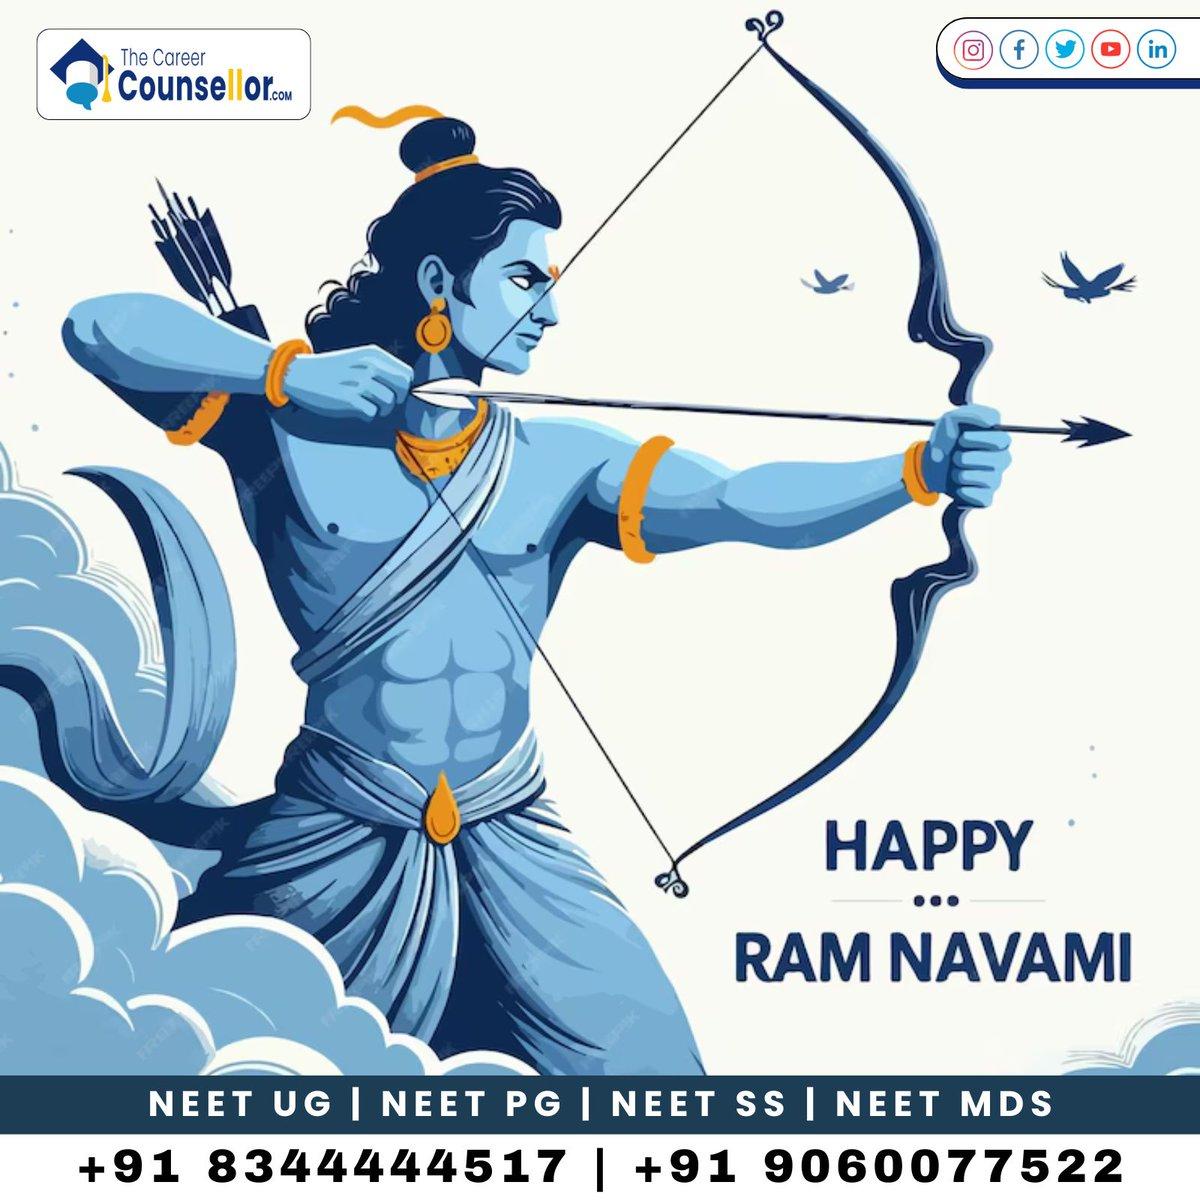 The Career
Counsellor.COM
HAPPY
RAM NAVAMI
NEET UG | NEET PG | NEET SS | NEET MDS
+91 8344444517 | +91 9060077522